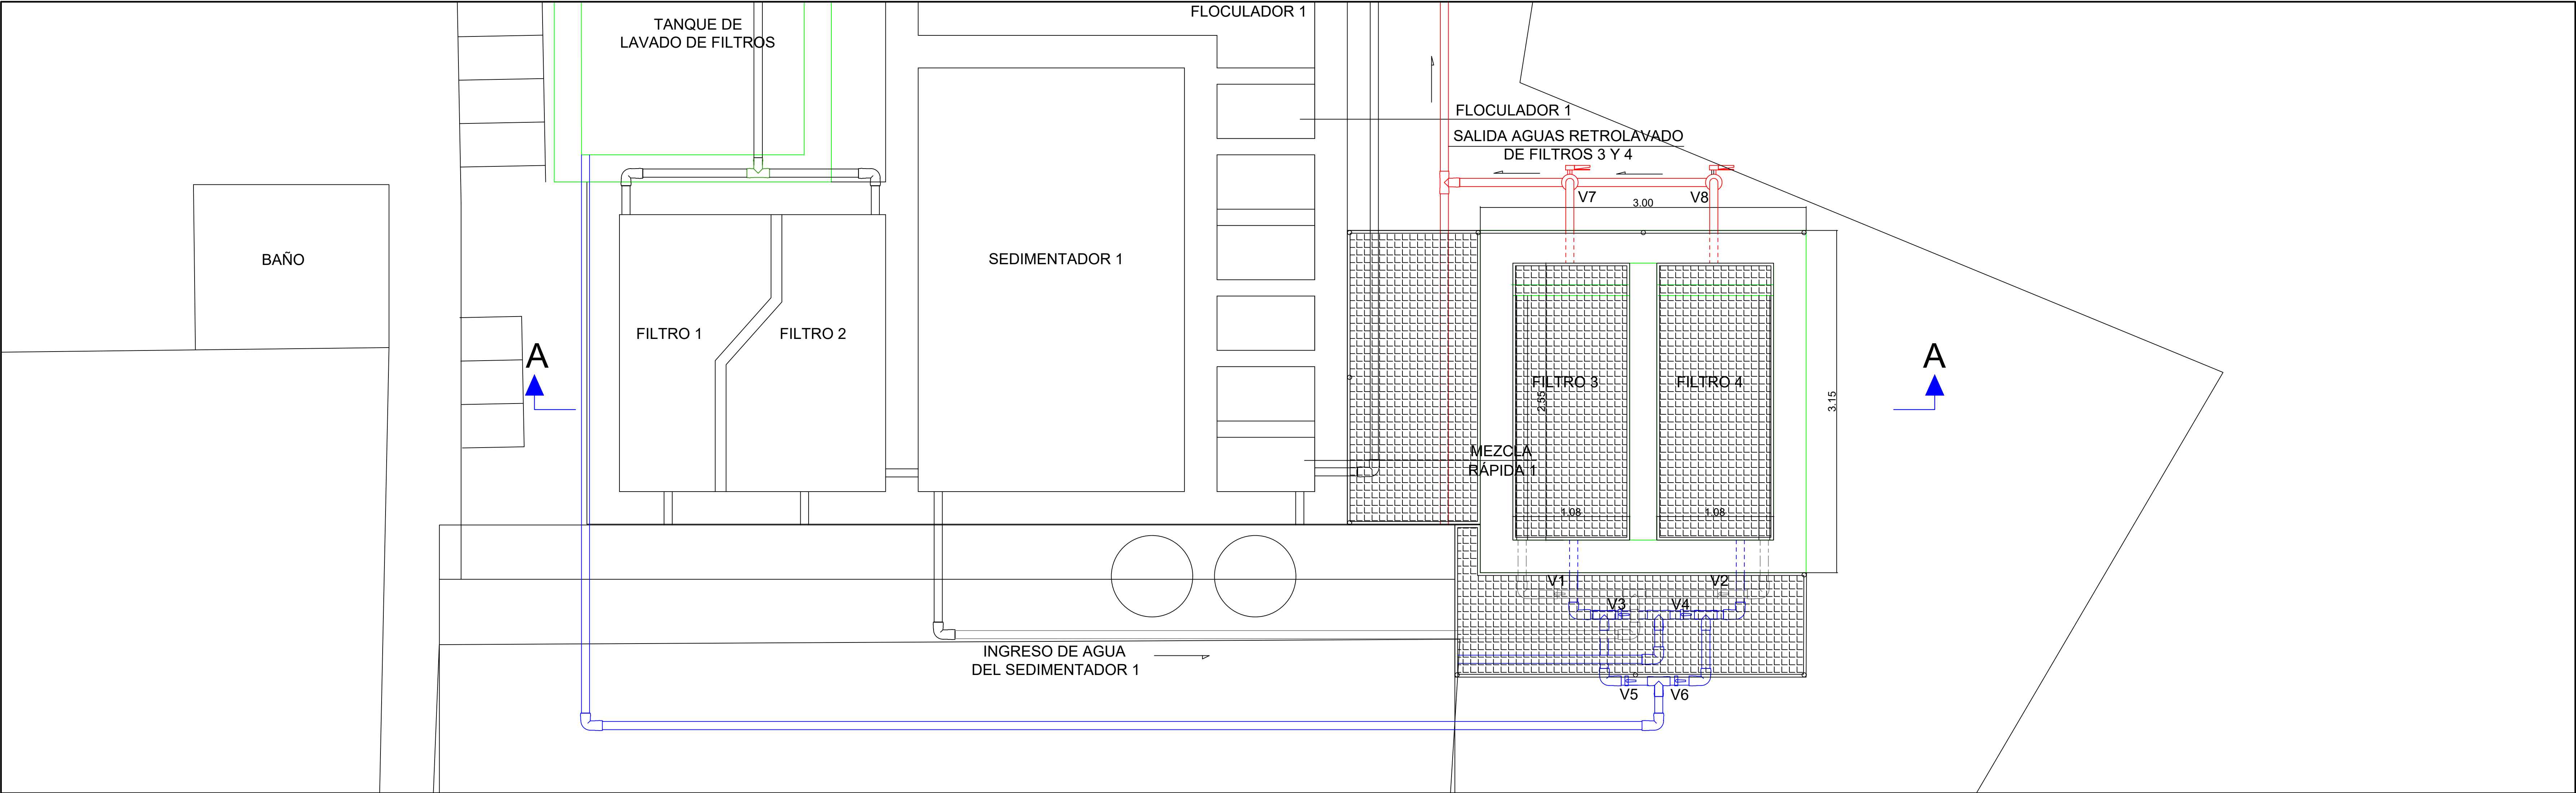 TANQUE DE
LAVADO DE FILTROS
FLOCULADOR 1
FLOCULADOR 1
SALIDA AGUAS RETROLAVADO
DE FILTROS 3 Y 4
V7
V8
3.00
BAÑO
SEDIMENTADOR 1
FILTRO 1
FILTRO 2
A
A
FILTRO 3
FILTRO 4
2.55
3.15
MEZCLA
RÁPIDA 1
1.08
1.08
V1
V2
V3
V4
INGRESO DE AGUA
DEL SEDIMENTADOR 1
V5
V6